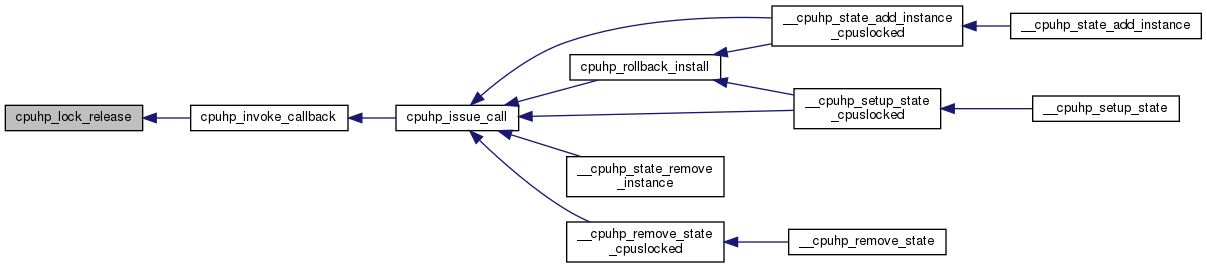 cpuhp_lock_release
cpuhp_invoke_callback
cpuhp_issue_call
__cpuhp_state_add_instance
_cpuslocked
__cpuhp_state_add_instance
cpuhp_rollback_install
__cpuhp_setup_state
_cpuslocked
__cpuhp_setup_state
__cpuhp_state_remove
_instance
__cpuhp_remove_state
_cpuslocked
__cpuhp_remove_state